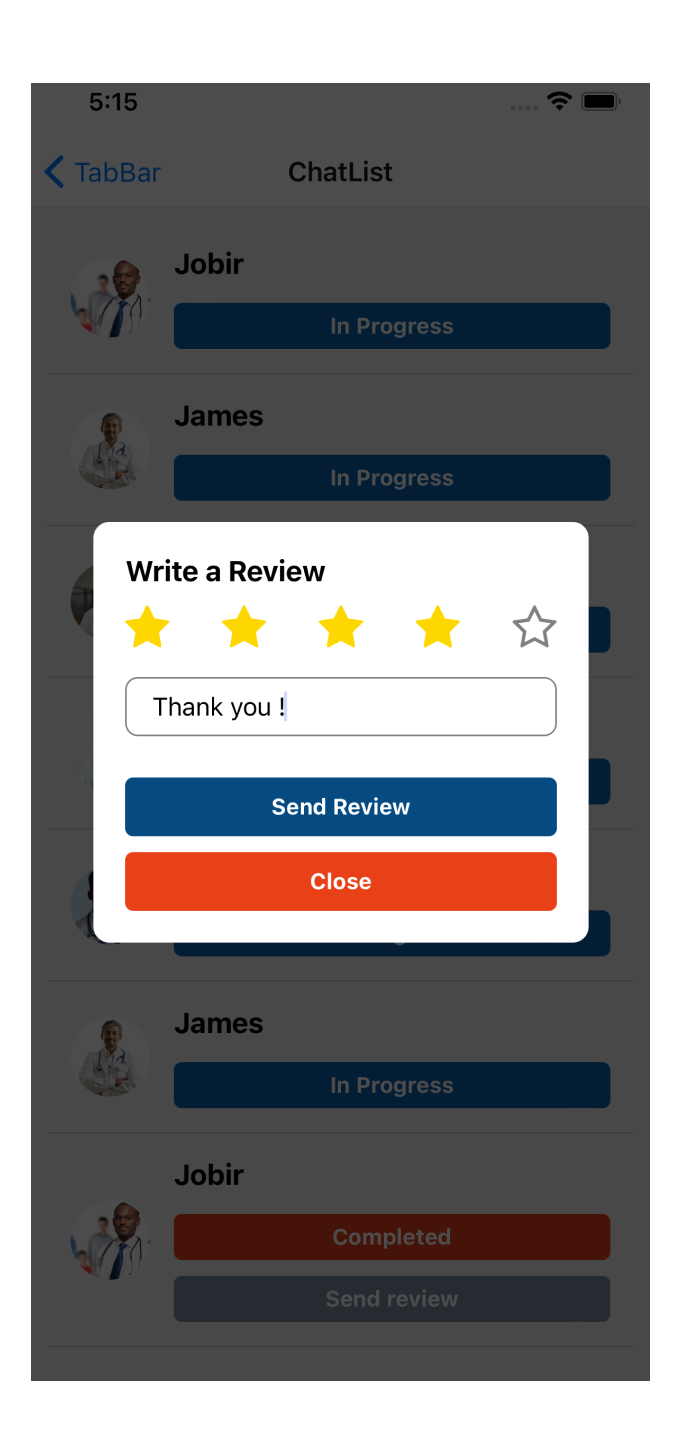 5:15
TabBar
ChatList
Jobir
In Progress
James
In Progress
Write a Review
Thank you !
Send Review
Close
James
In Progress
Jobir
Completed
Send review